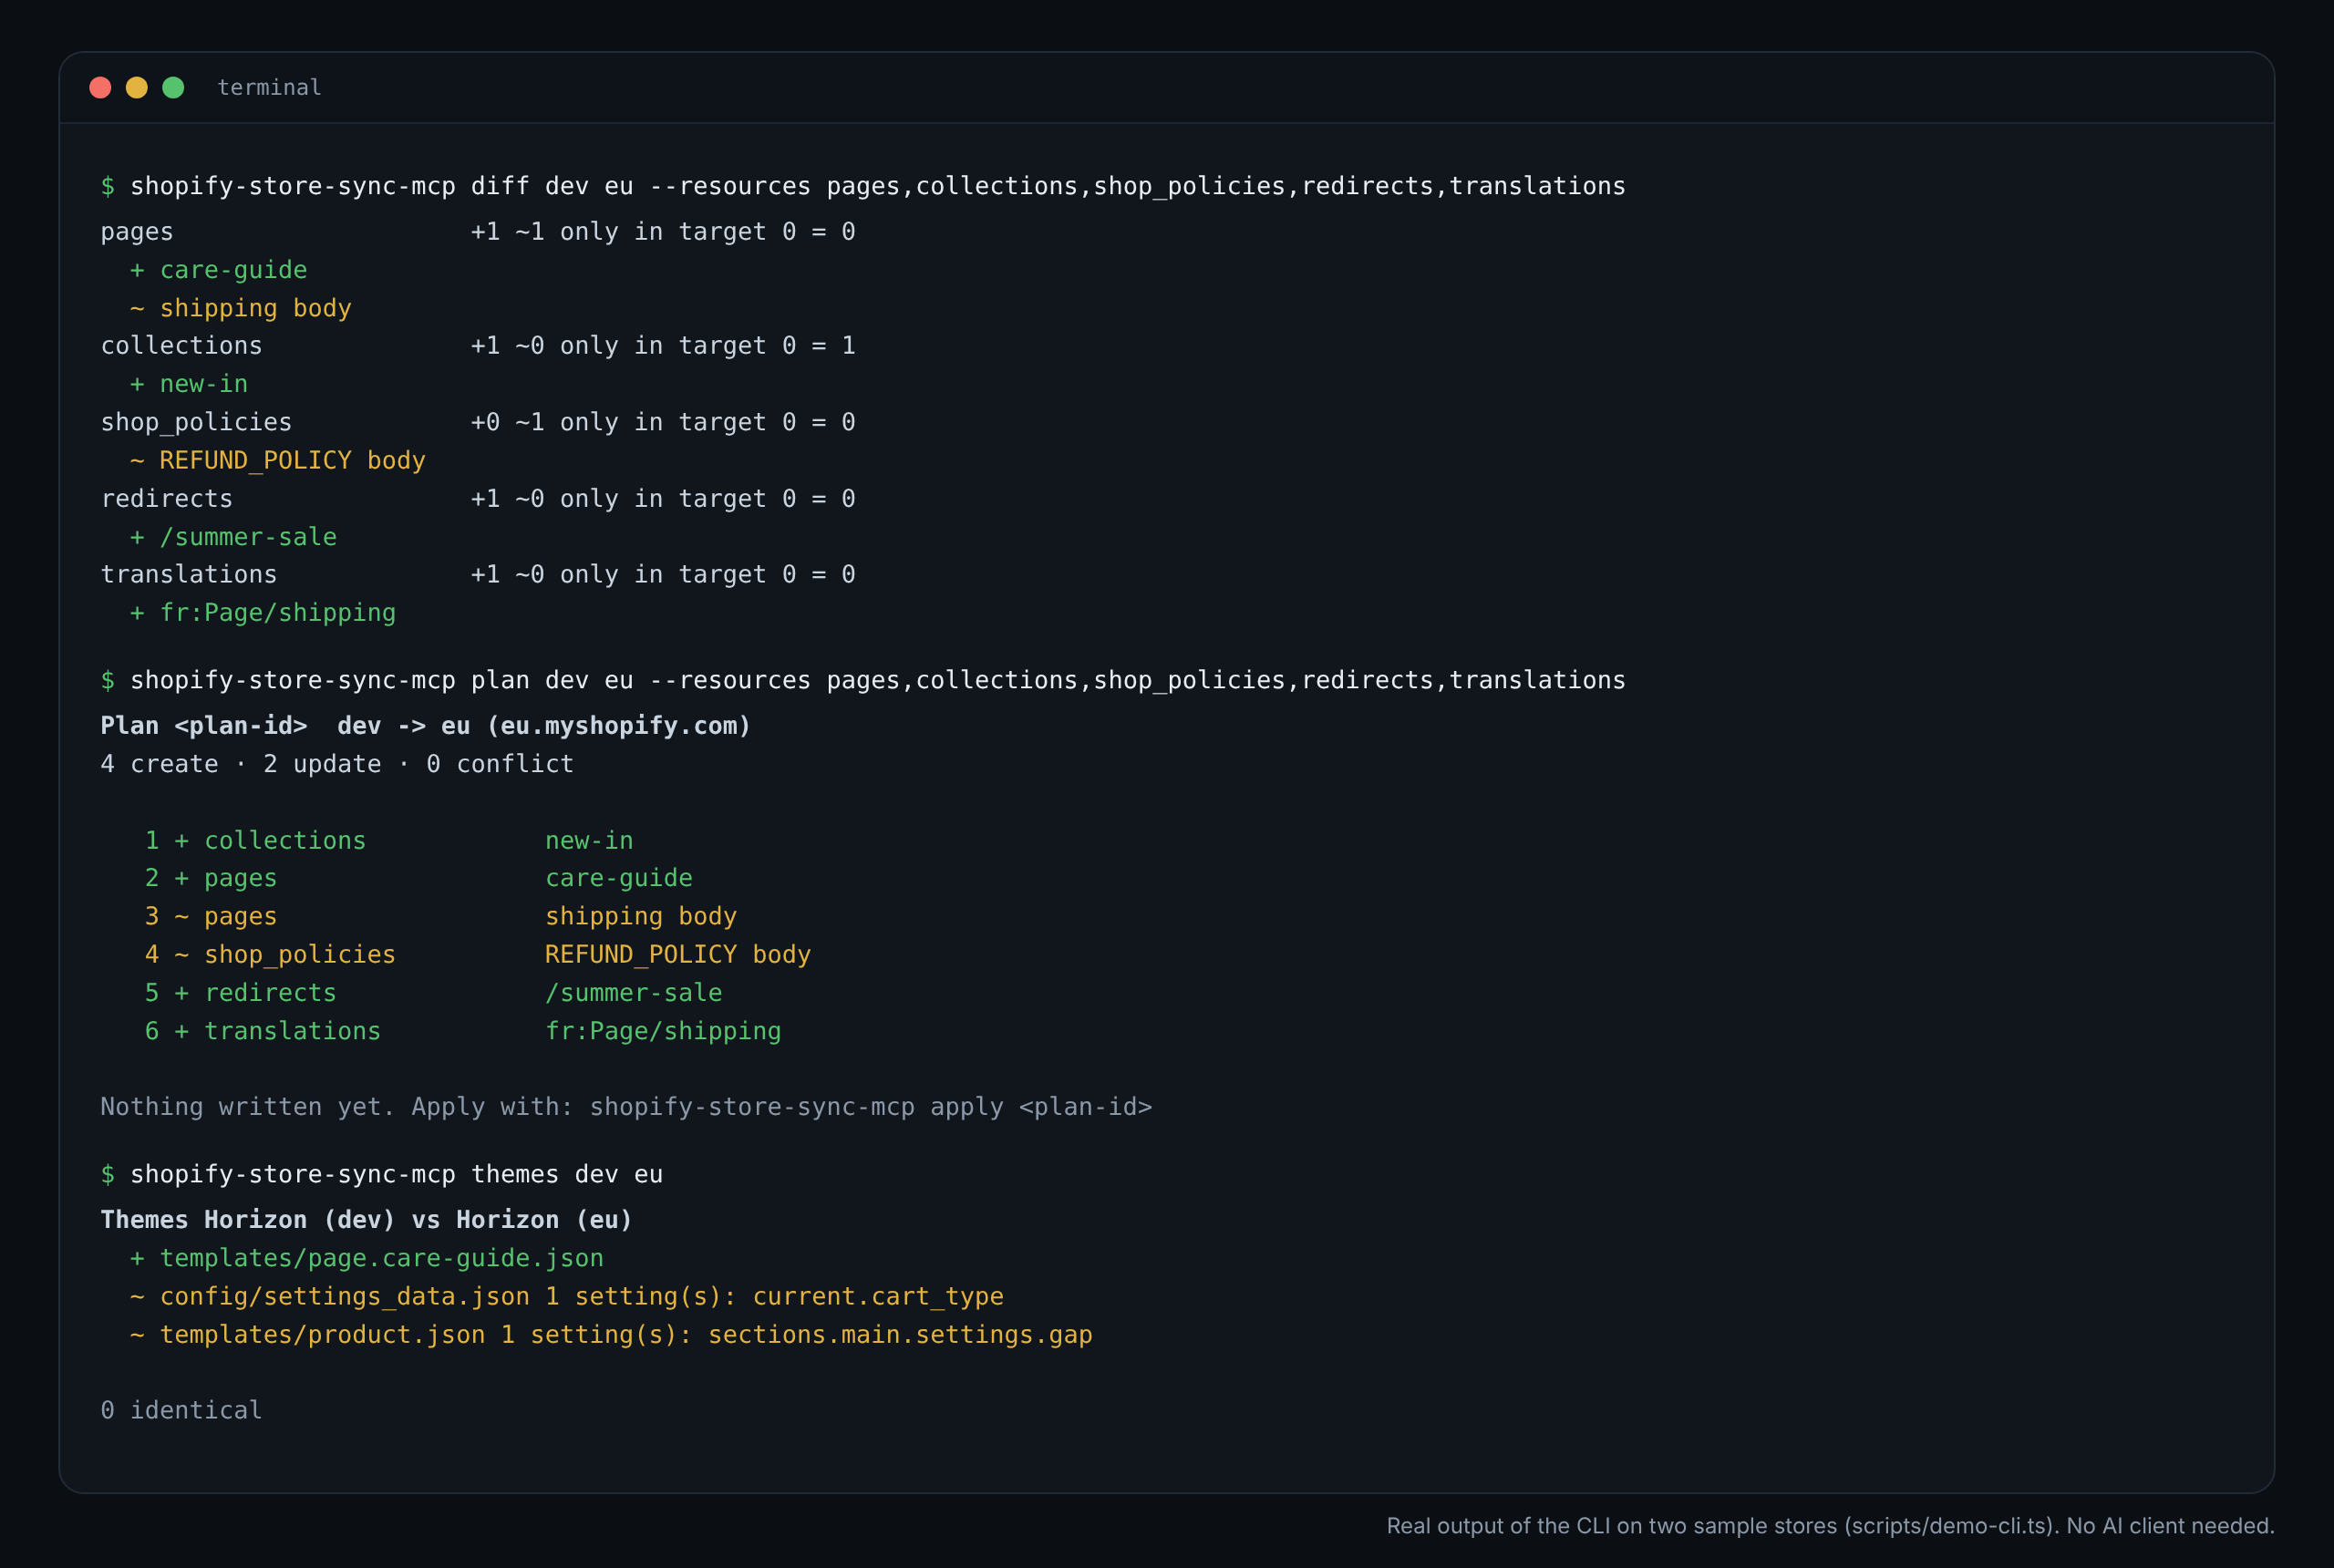 terminal
$ shopify-store-sync-mcp diff dev eu --resources pages,collections,shop_policies,redirects,translations
pages                    +1 ~1 only in target 0 = 0
  + care-guide
  ~ shipping body
collections              +1 ~0 only in target 0 = 1
  + new-in
shop_policies            +0 ~1 only in target 0 = 0
  ~ REFUND_POLICY body
redirects                +1 ~0 only in target 0 = 0
  + /summer-sale
translations             +1 ~0 only in target 0 = 0
  + fr:Page/shipping
$ shopify-store-sync-mcp plan dev eu --resources pages,collections,shop_policies,redirects,translations
Plan <plan-id>  dev -> eu (eu.myshopify.com)
4 create · 2 update · 0 conflict
   1 + collections            new-in
   2 + pages                  care-guide
   3 ~ pages                  shipping body
   4 ~ shop_policies          REFUND_POLICY body
   5 + redirects              /summer-sale
   6 + translations           fr:Page/shipping
Nothing written yet. Apply with: shopify-store-sync-mcp apply <plan-id>
$ shopify-store-sync-mcp themes dev eu
Themes Horizon (dev) vs Horizon (eu)
  + templates/page.care-guide.json
  ~ config/settings_data.json 1 setting(s): current.cart_type
  ~ templates/product.json 1 setting(s): sections.main.settings.gap
0 identical
Real output of the CLI on two sample stores (scripts/demo-cli.ts). No AI client needed.